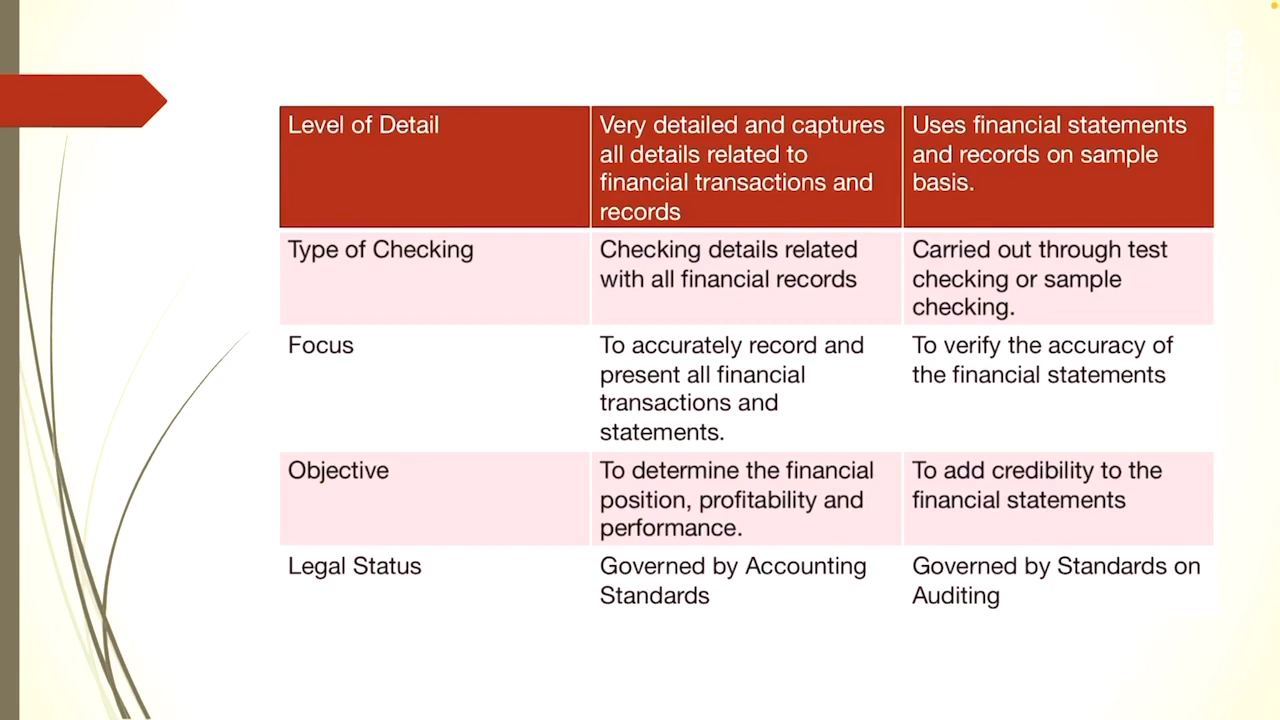 Level of Detail
Very detailed and captures
all details related to
financial transactions and
records
Uses financial statements
and records on sample
basis.
Type of Checking
Checking details related
with all financial records
Carried out through test
checking or sample
checking.
Focus
To accurately record and
present all financial
transactions and
statements.
To verify the accuracy of
the financial statements
Objective
To determine the financial
position, profitability and
performance.
To add credibility to the
financial statements
Legal Status
Governed by Accounting
Standards
Governed by Standards on
Auditing